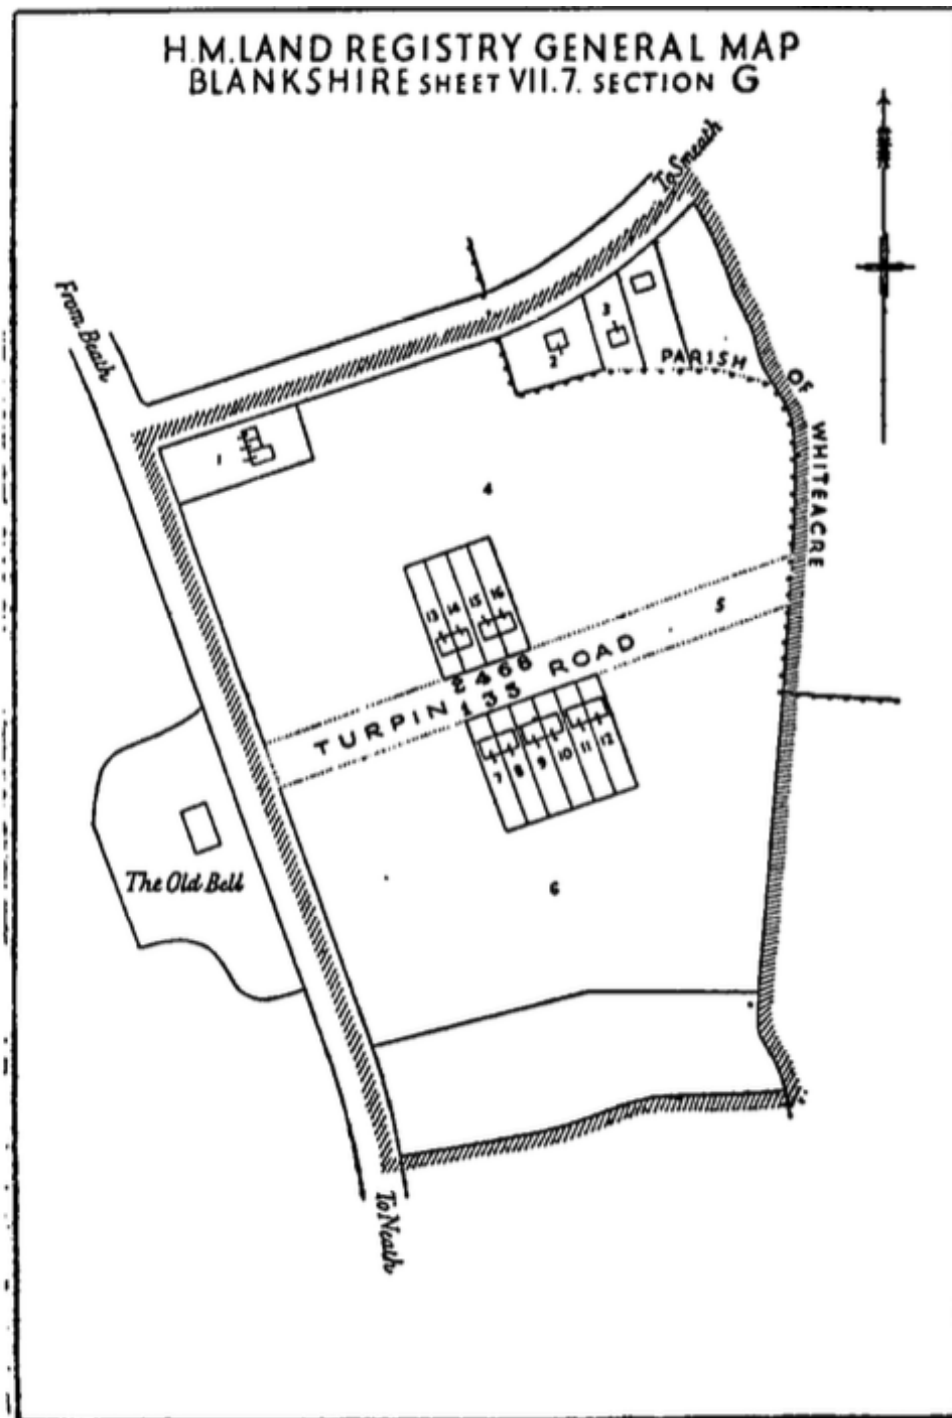 H.M.LAND REGISTRY GENERAL MAP
BLANKSHIRE SHEET VII.7. SECTION G
To Smeath
From Beath
3
2
PARISH
OF
WHITEACRE
1
4
13 14 15 16
5
2 4 6 8
TURPIN ROAD
1 3 5
7 8 9 10 11 12
The Old Bell
6
To Neath